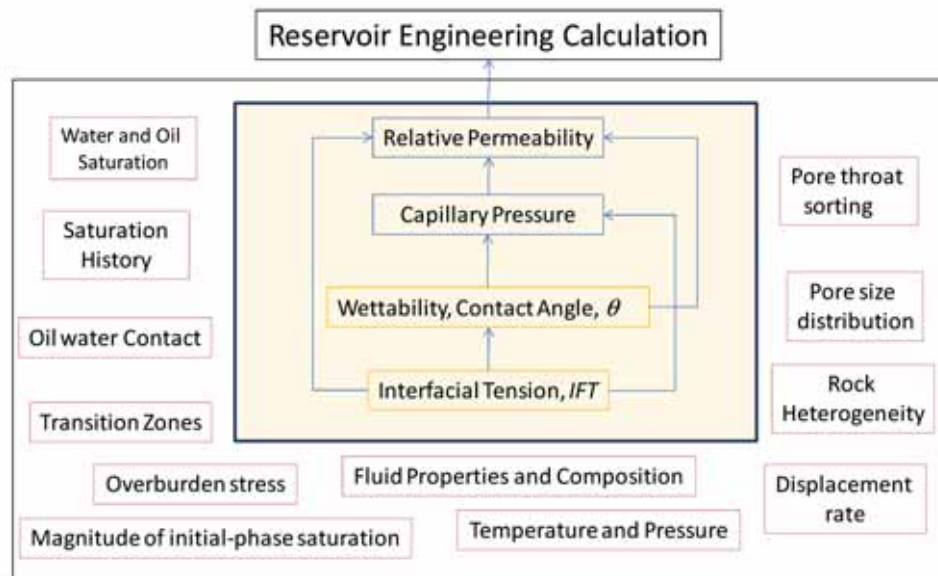 Reservoir Engineering Calculation
Water and Oil
Saturation
Relative Permeability
Pore throat
sorting
Capillary Pressure
Saturation
History
Wettability, Contact Angle, θ
Pore size
distribution
Oil water Contact
Interfacial Tension, IFT
Rock
Heterogeneity
Transition Zones
Overburden stress
Fluid Properties and Composition
Displacement
rate
Magnitude of initial-phase saturation
Temperature and Pressure